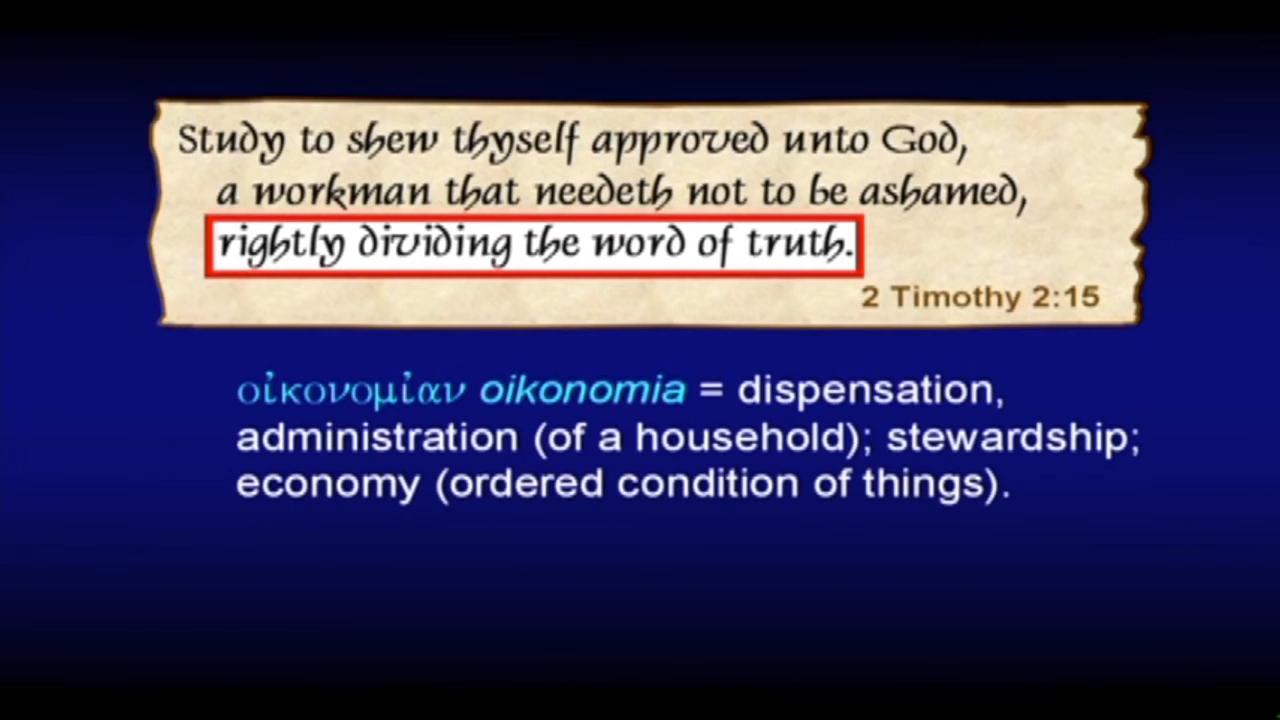 Study to shew thyself approved unto God,
a workman that needeth not to be ashamed,
rightly dividing the word of truth.
2 Timothy 2:15
οἰκονομἰαν oikonomia = dispensation,
administration (of a household); stewardship;
economy (ordered condition of things).